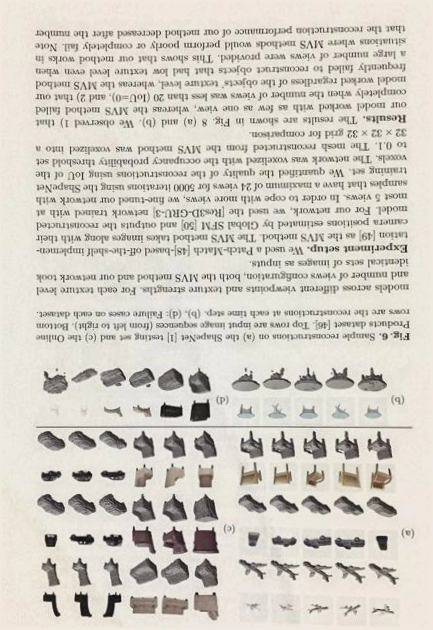 (a)
(c)
(b)
(d)
Fig. 6. Sample reconstructions on (a) the ShapeNet [1] testing set and (c) the Online
Products dataset [46]. Top rows are input image sequences (from left to right). Bottom
rows are the reconstructions at each time step. (b), (d): Failure cases on each dataset.
models across different viewpoints and texture strengths. For each texture level
and number of views configuration, both the MVS method and our network took
identical sets of images as inputs.
Experiment setup. We used a Patch-Match [48]-based off-the-shelf implemen-
tation [49] as the MVS method. The MVS method takes images along with their
camera positions estimated by Global SFM [50] and outputs the reconstructed
model. For our network, we used the [Res3D-GRU-3] network trained with at
most 5 views. In order to cope with more views, we fine-tuned our network with
samples that have a maximum of 24 views for 5000 iterations using the ShapeNet
training set. We quantified the quality of the reconstructions using IoU of the
voxels. The network was voxelized with the occupancy probability threshold set
to 0.1. The mesh reconstructed from the MVS method was voxelized into a
32 × 32 × 32 grid for comparison.
Results. The results are shown in Fig. 8 (a) and (b). We observed 1) that
our model worked with as few as one view, whereas the MVS method failed
completely when the number of views was less than 20 (IoU=0), and 2) that our
model worked regardless of the objects' texture level, whereas the MVS method
frequently failed to reconstruct objects that had low texture level even when
a large number of views were provided. This shows that our method works in
situations where MVS methods would perform poorly or completely fail. Note
that the reconstruction performance of our method decreased after the number